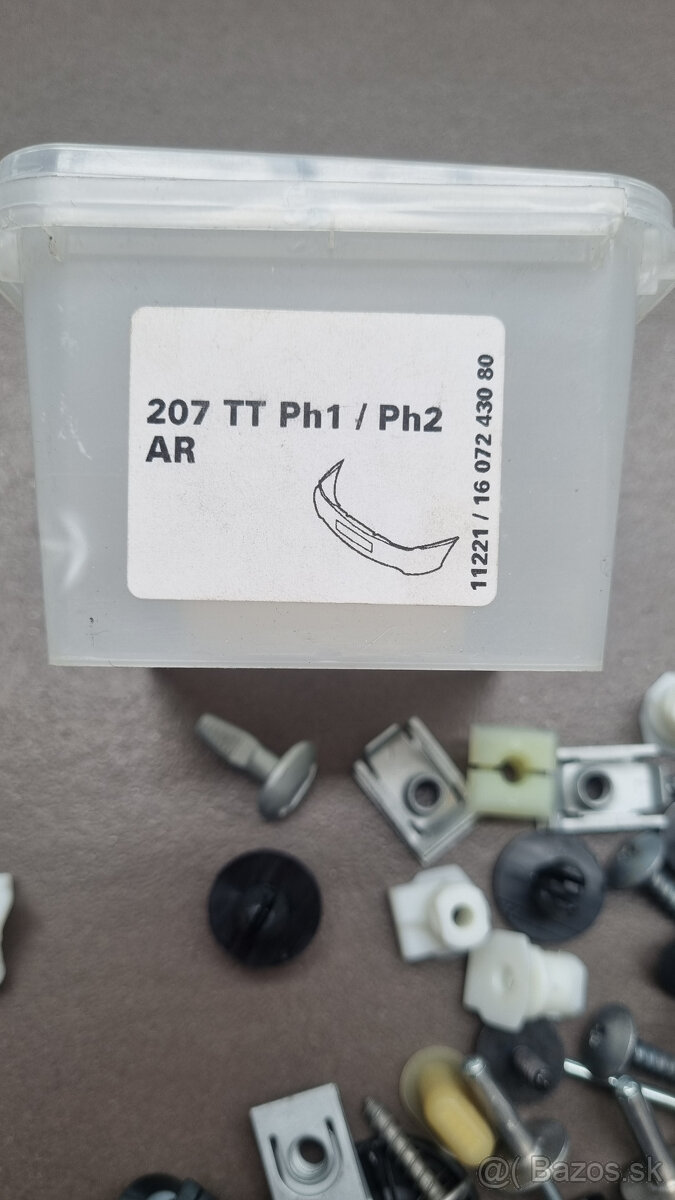 207 TT Ph1 / Ph2
AR
11221 / 16 072 430 80
@( Bazos.sk